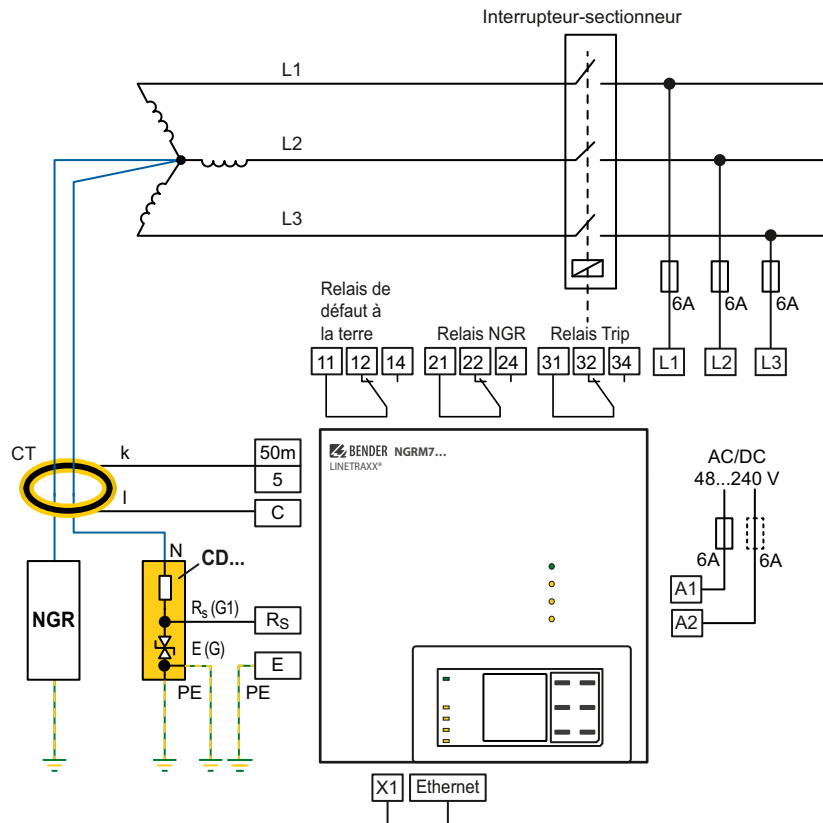 Interrupteur-sectionneur
L1
L2
L3
6A
6A
6A
L1
L2
L3
Relais de
défaut à
la terre
Relais NGR
Relais Trip
11
12
14
21
22
24
31
32
34
CT
k
l
50m
5
C
BENDER NGRM7...
LINETRAXX®
AC/DC
48...240 V
6A
6A
A1
A2
N
CD...
NGR
Rs (G1)
Rs
E (G)
E
PE
PE
X1
Ethernet